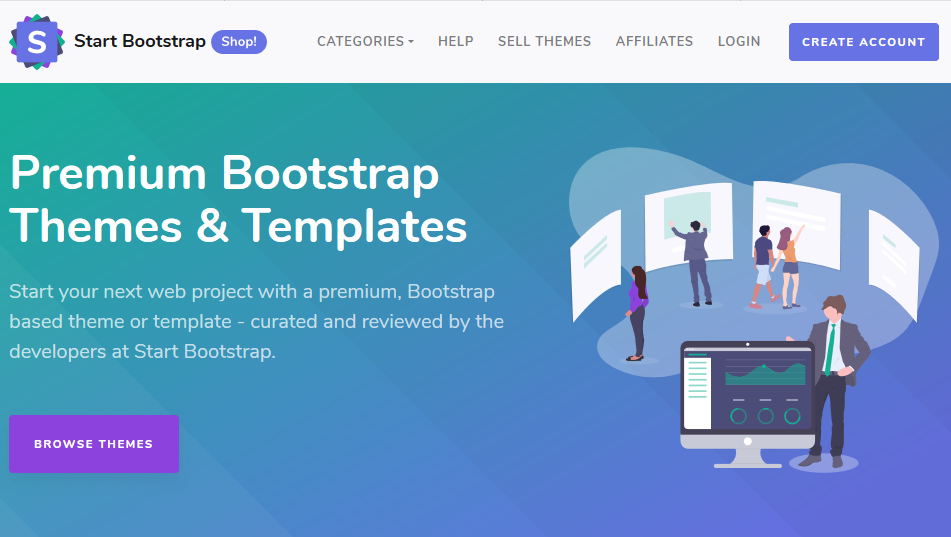 S
Start Bootstrap Shop!
CATEGORIES HELP SELL THEMES AFFILIATES LOGIN CREATE ACCOUNT
Premium Bootstrap
Themes & Templates
Start your next web project with a premium, Bootstrap
based theme or template - curated and reviewed by the
developers at Start Bootstrap.
BROWSE THEMES